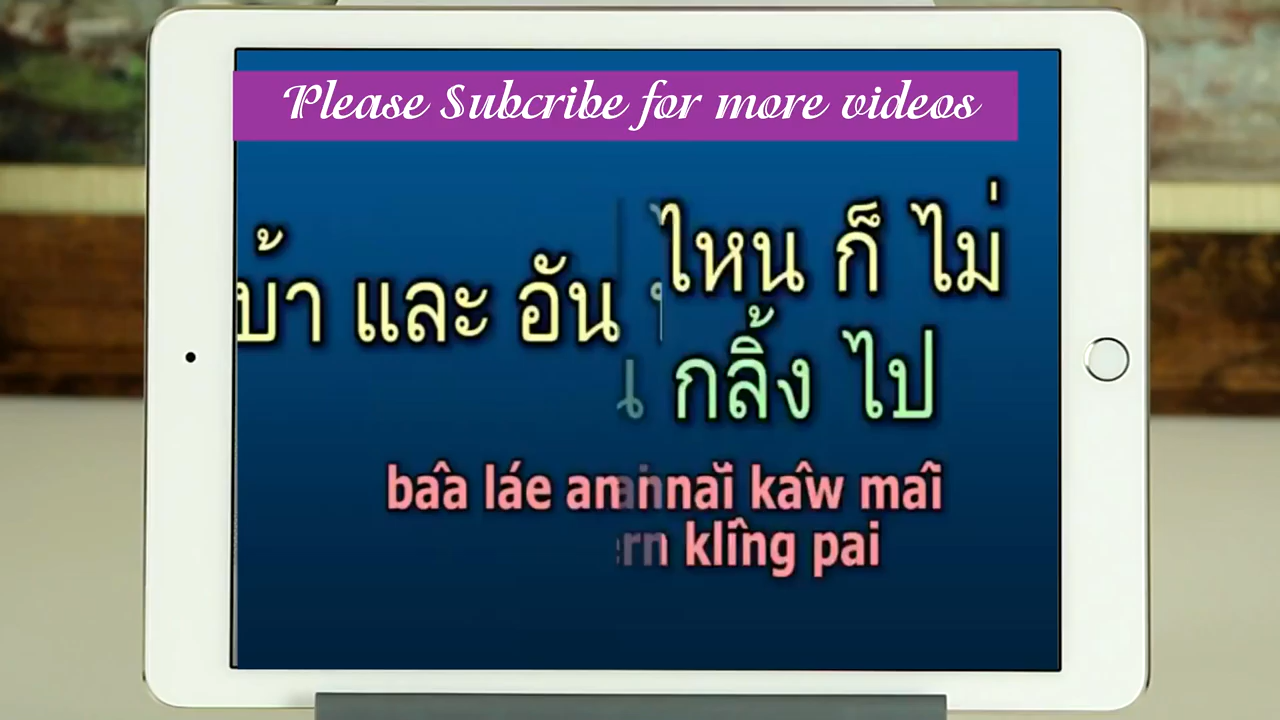 Please Subcribe for more videos
บ้า และ อัน
ไหน ก็ ไม่
กลิ้ง ไป
baâ láe an naĭ kâw maî
klîng pai